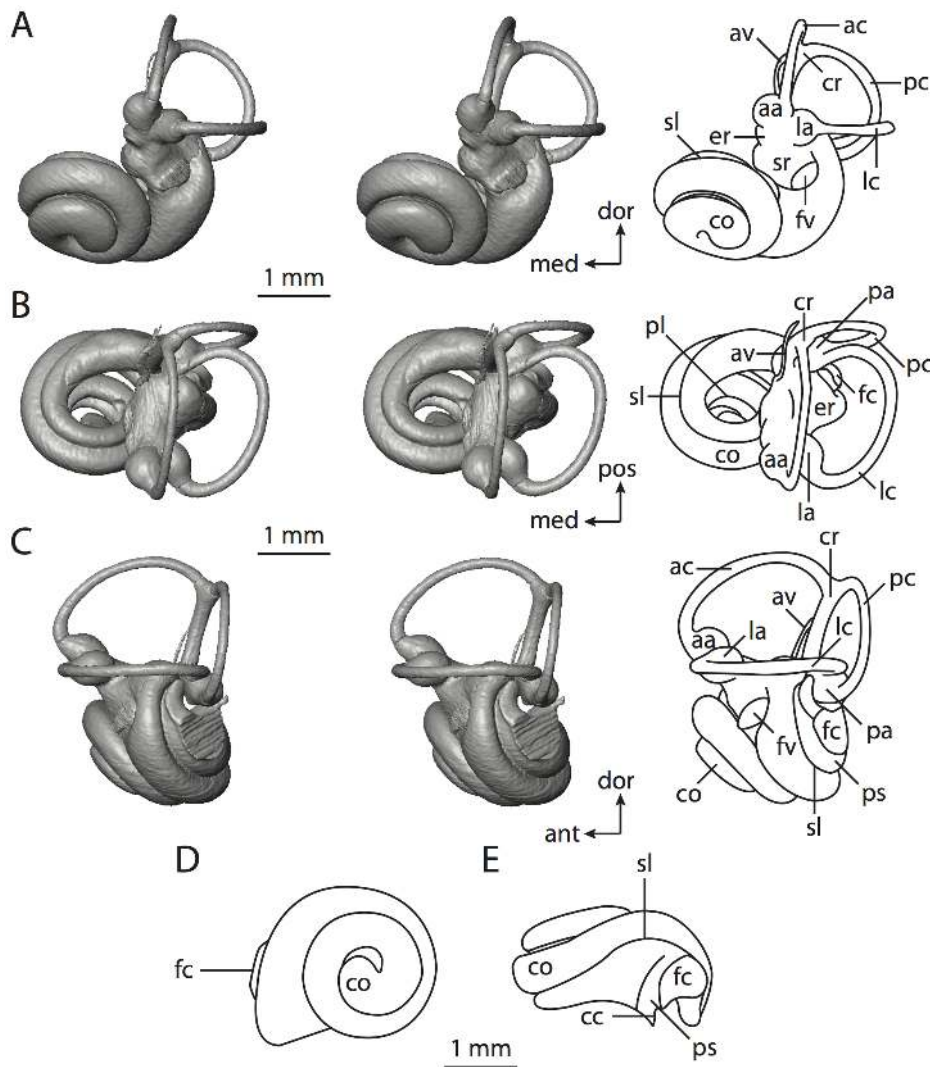 A
av
ac
cr
pc
aa
la
er
sl
sr
lc
fv
co
dor
med
1 mm
B
cr
pa
pl
av
pc
sl
fc
er
co
aa
pos
la
lc
med
1 mm
C
cr
ac
pc
av
lc
aa
la
fv
fc
pa
co
ps
sl
dor
ant
D
E
sl
fc
co
co
fc
cc
ps
1 mm